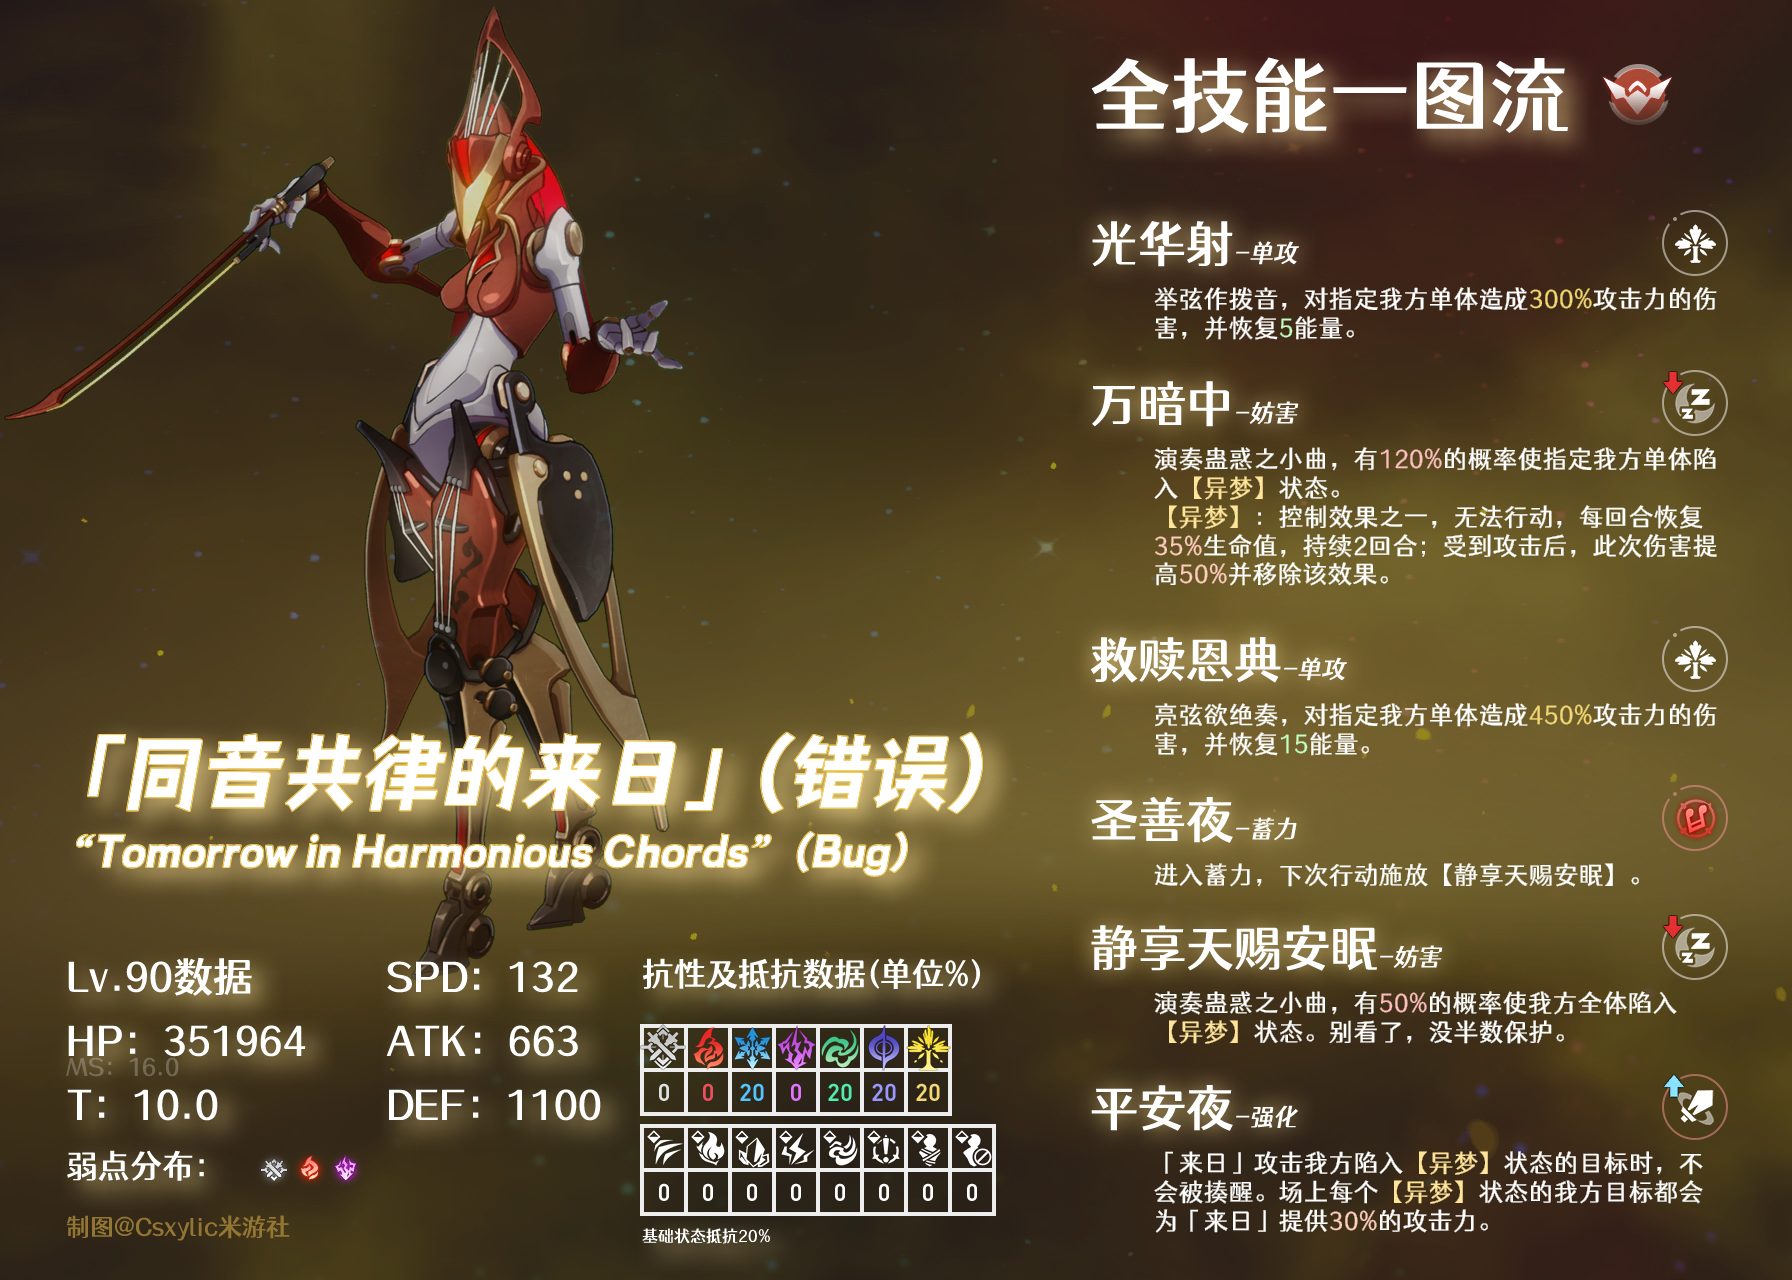 全技能一图流
光华射-单攻
举弦作拨音，对指定我方单体造成300%攻击力的伤
害，并恢复5能量。
万暗中-妨害
演奏蛊惑之小曲，有120%的概率使指定我方单体陷
入【异梦】状态。
【异梦】：控制效果之一，无法行动，每回合恢复
35%生命值，持续2回合；受到攻击后，此次伤害提
高50%并移除该效果。
救赎恩典-单攻
亮弦欲绝奏，对指定我方单体造成450%攻击力的伤
害，并恢复15能量。
圣善夜-蓄力
进入蓄力，下次行动施放【静享天赐安眠】。
静享天赐安眠-妨害
演奏蛊惑之小曲，有50%的概率使我方全体陷入
【异梦】状态。别看了，没半数保护。
平安夜-强化
「来日」攻击我方陷入【异梦】状态的目标时，不
会被揍醒。场上每个【异梦】状态的我方目标都会
为「来日」提供30%的攻击力。
「同音共律的来日」（错误）
“Tomorrow in Harmonious Chords”（Bug）
Lv.90数据
SPD：132
HP：351964
ATK：663
MS：16.0
T：10.0
DEF：1100
弱点分布：
制图@Csxylic米游社
抗性及抵抗数据(单位%)
0 0 20 0 20 20 20
0 0 0 0 0 0 0 0
基础状态抵抗20%